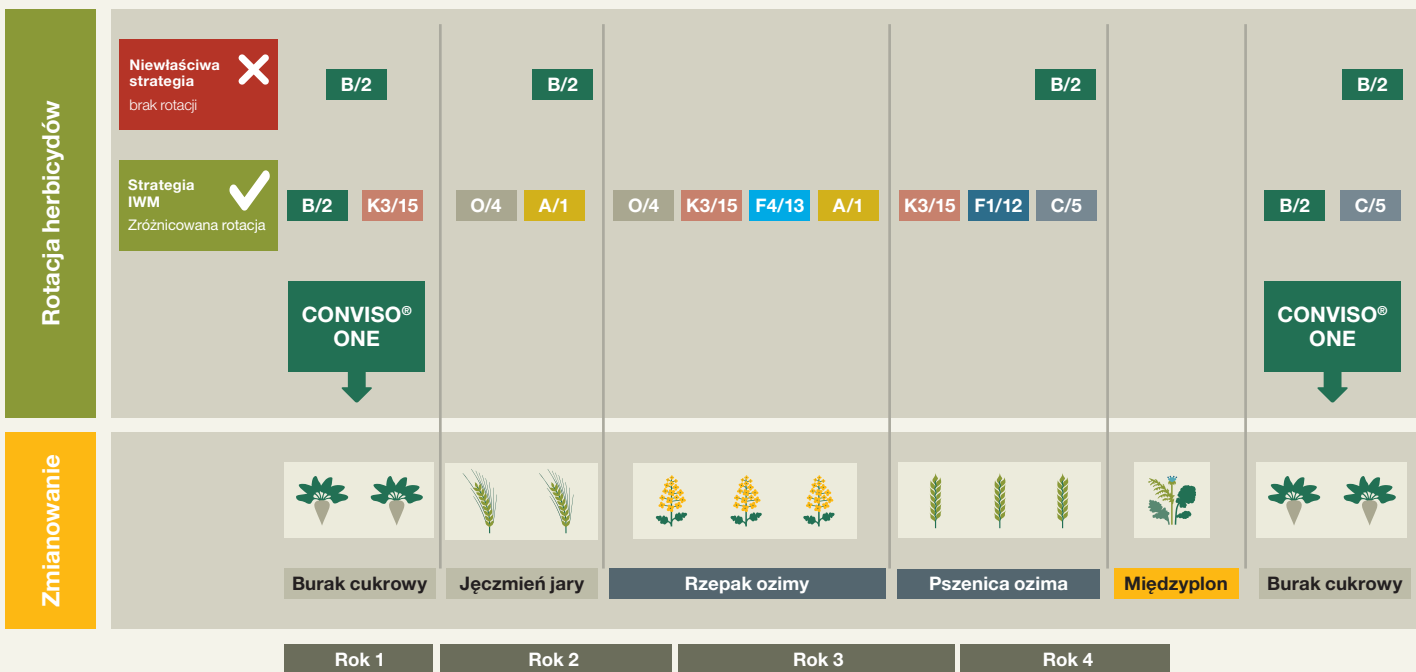 Rotacja herbicydów
Niewłaściwa
strategia
brak rotacji
B/2
B/2
B/2
B/2
Strategia
IWM
Zróżnicowana rotacja
B/2
K3/15
O/4
A/1
O/4
K3/15
F4/13
A/1
K3/15
F1/12
C/5
B/2
C/5
CONVISO®
ONE
CONVISO®
ONE
Zmianowanie
Burak cukrowy
Jęczmień jary
Rzepak ozimy
Pszenica ozima
Międzyplon
Burak cukrowy
Rok 1
Rok 2
Rok 3
Rok 4